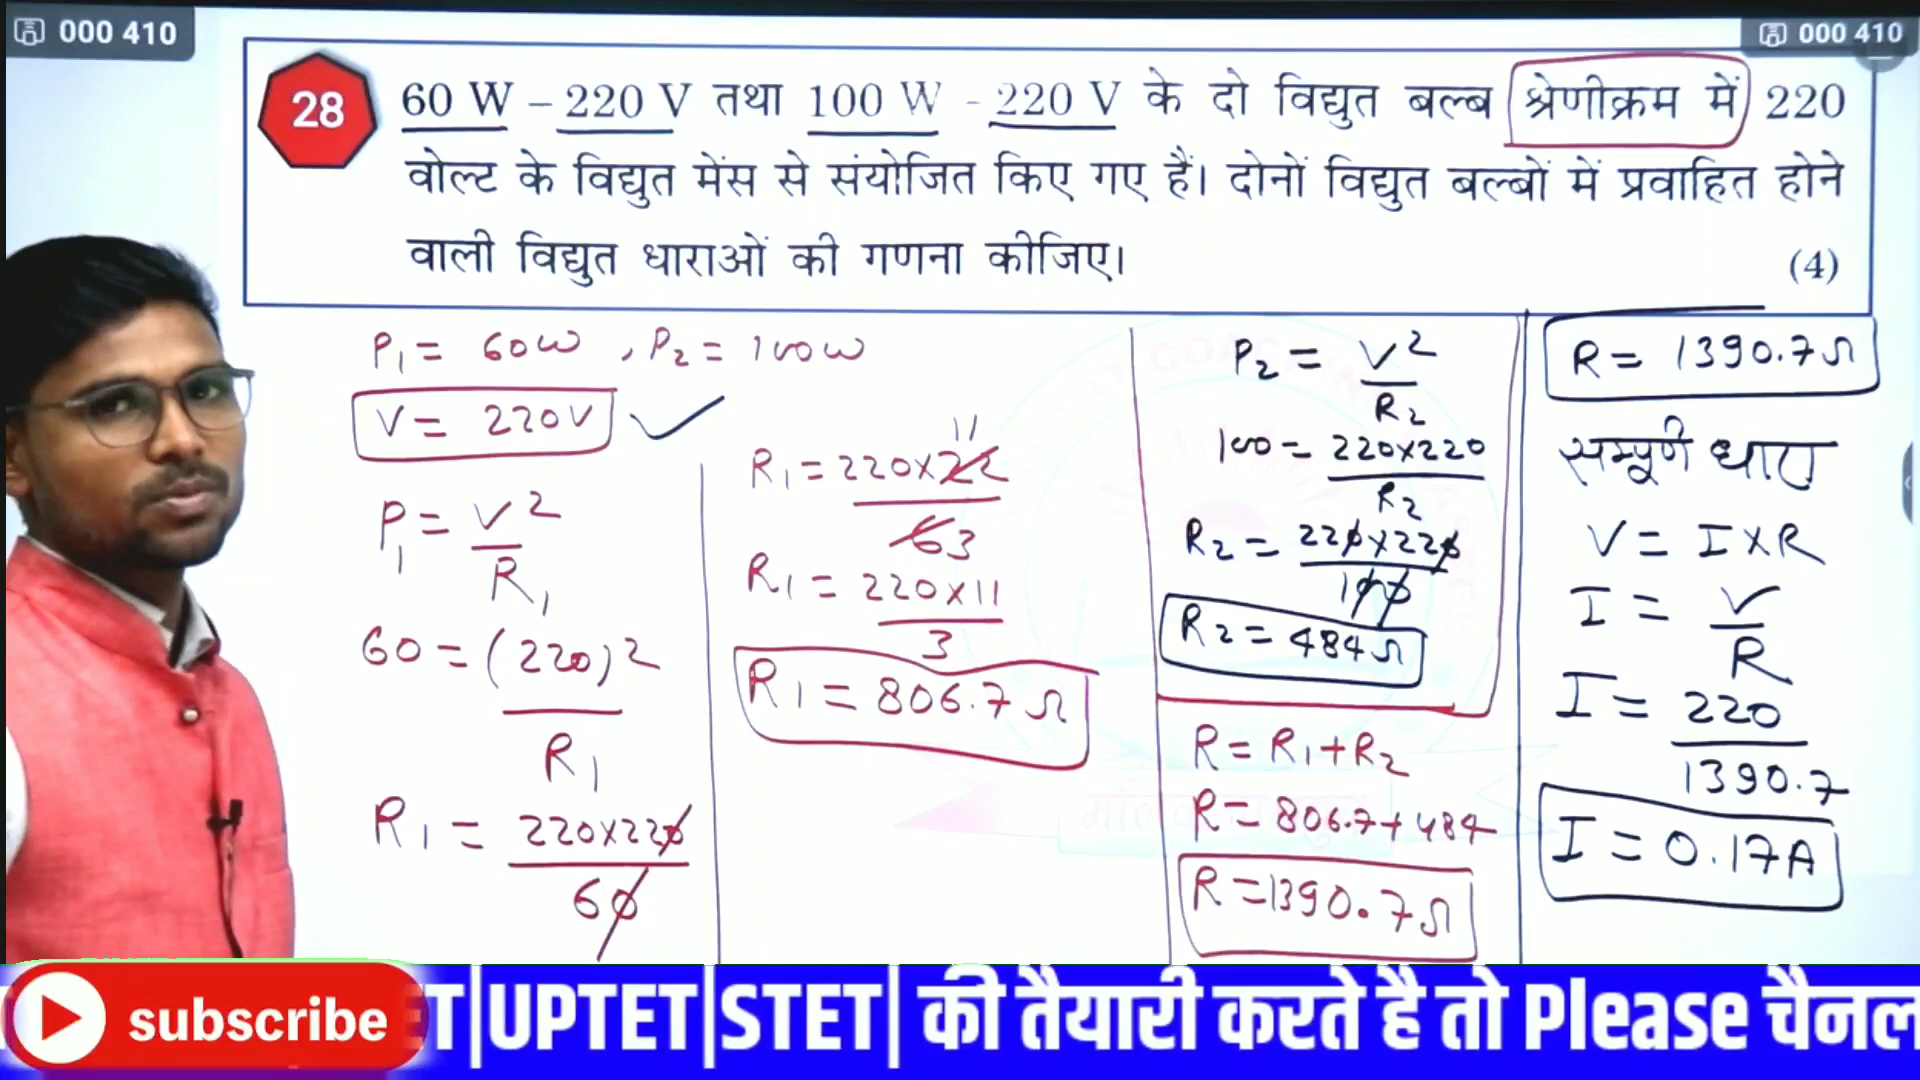 000 410
000 410
28
60 W – 220 V तथा 100 W - 220 V के दो विद्युत बल्ब श्रेणीक्रम में 220
वोल्ट के विद्युत मेंस से संयोजित किए गए हैं। दोनों विद्युत बल्बों में प्रवाहित होने
वाली विद्युत धाराओं की गणना कीजिए।
(4)
P₁ = 60W , P₂ = 100W
V = 220V
P₁ = V²/R₁
60 = (220)²/R₁
R₁ = 220×220/60
11
R₁ = 220×22/63
R₁ = 220×11/3
R₁ = 806.7Ω
P₂ = V²/R₂
100 = 220×220/R₂
R₂ = 220×220/100
R₂ = 484Ω
R = R₁+R₂
R = 806.7+484
R = 1390.7Ω
R = 1390.7Ω
सम्पूर्ण धारा
V = I×R
I = V/R
I = 220/1390.7
I = 0.17A
subscribe
ET|UPTET|STET| की तैयारी करते है तो Please चैनल